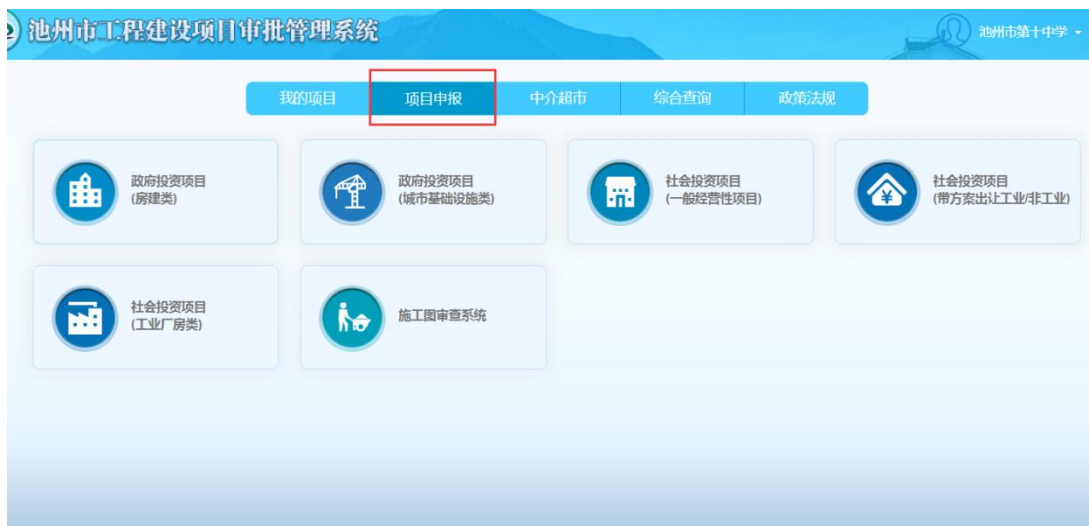 池州市工程建设项目审批管理系统
池州市第十中学
我的项目 项目申报 中介超市 综合查询 政策法规
政府投资项目
(房建类)
政府投资项目
(城市基础设施类)
社会投资项目
(一般经营性项目)
社会投资项目
(带方案出让工业/非工业)
社会投资项目
(工业厂房类)
施工图审查系统